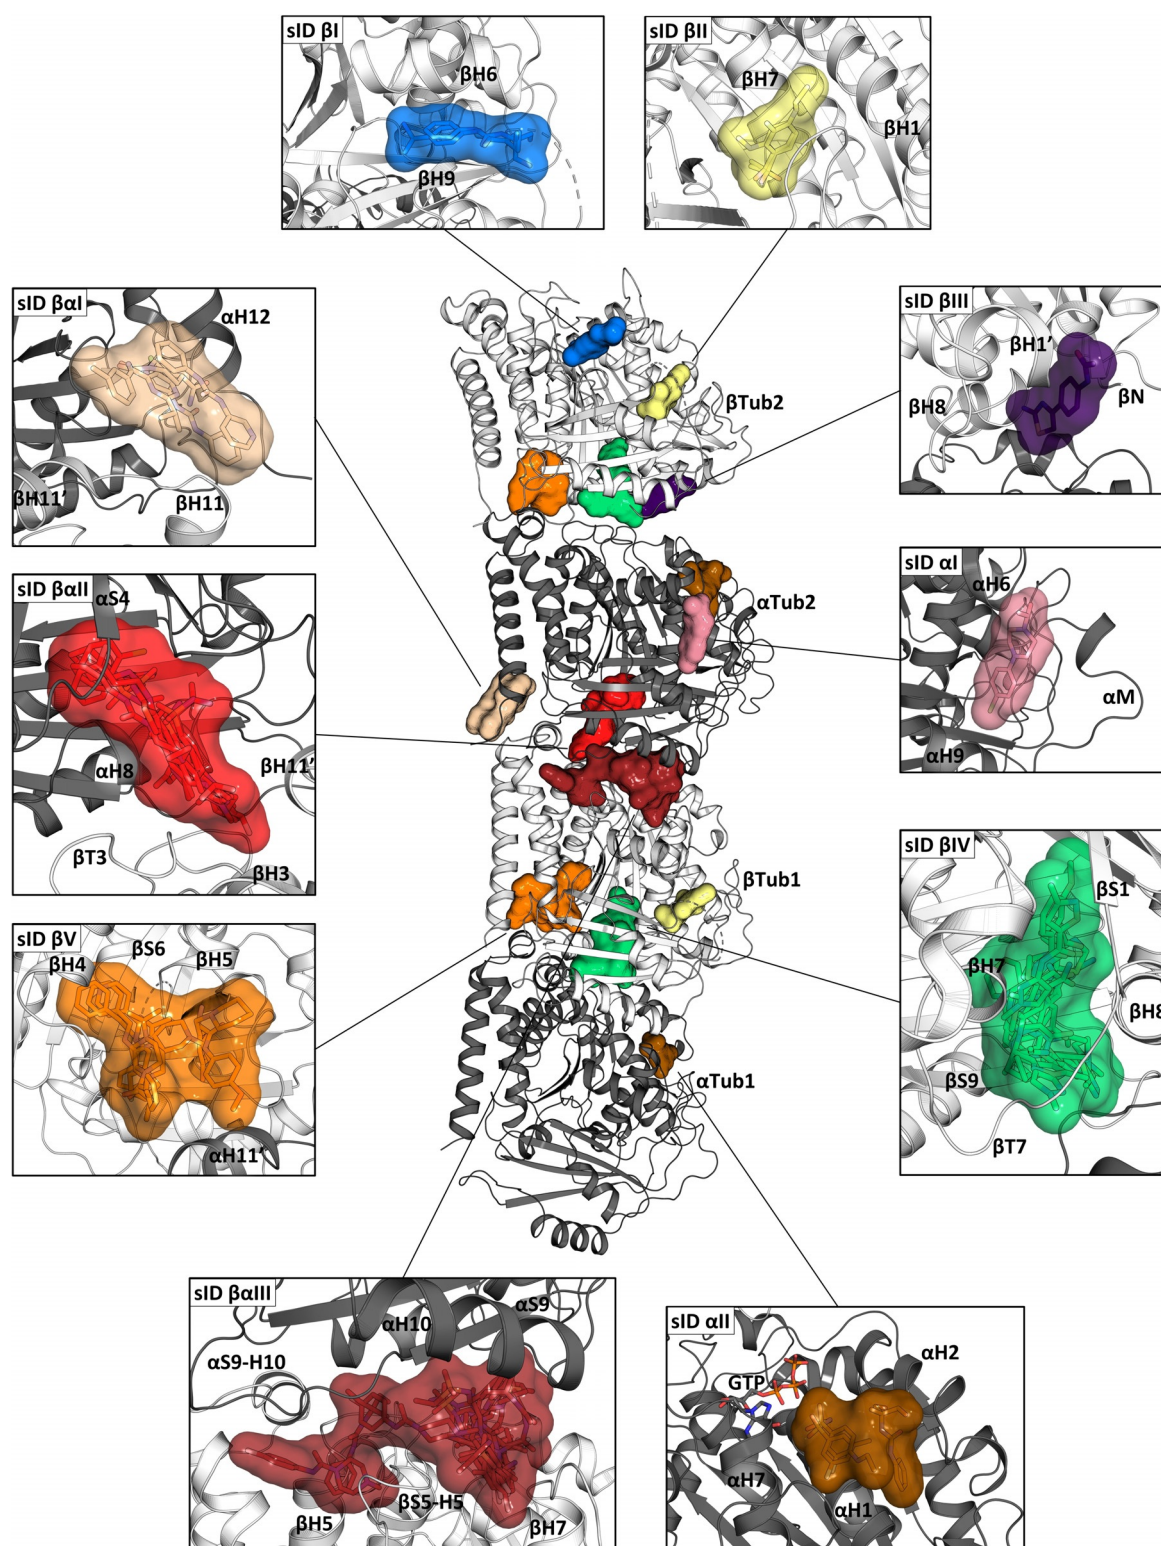 sID βI
βH6
βH9
sID βII
βH7
βH1
sID βαI
αH12
βH11’
βH11
sID βIII
βH1’
βH8
βN
βTub2
sID αI
αH6
αM
αH9
αTub2
sID βαII
αS4
αH8
βH11’
βT3
βH3
βTub1
sID βIV
βS1
βH7
βH8
βS9
βT7
sID βV
βS6
βH4
βH5
αH11’
αTub1
sID βαIII
αS9
αH10
αS9-H10
βS5-H5
βH5
βH7
sID αII
αH2
GTP
αH7
αH1